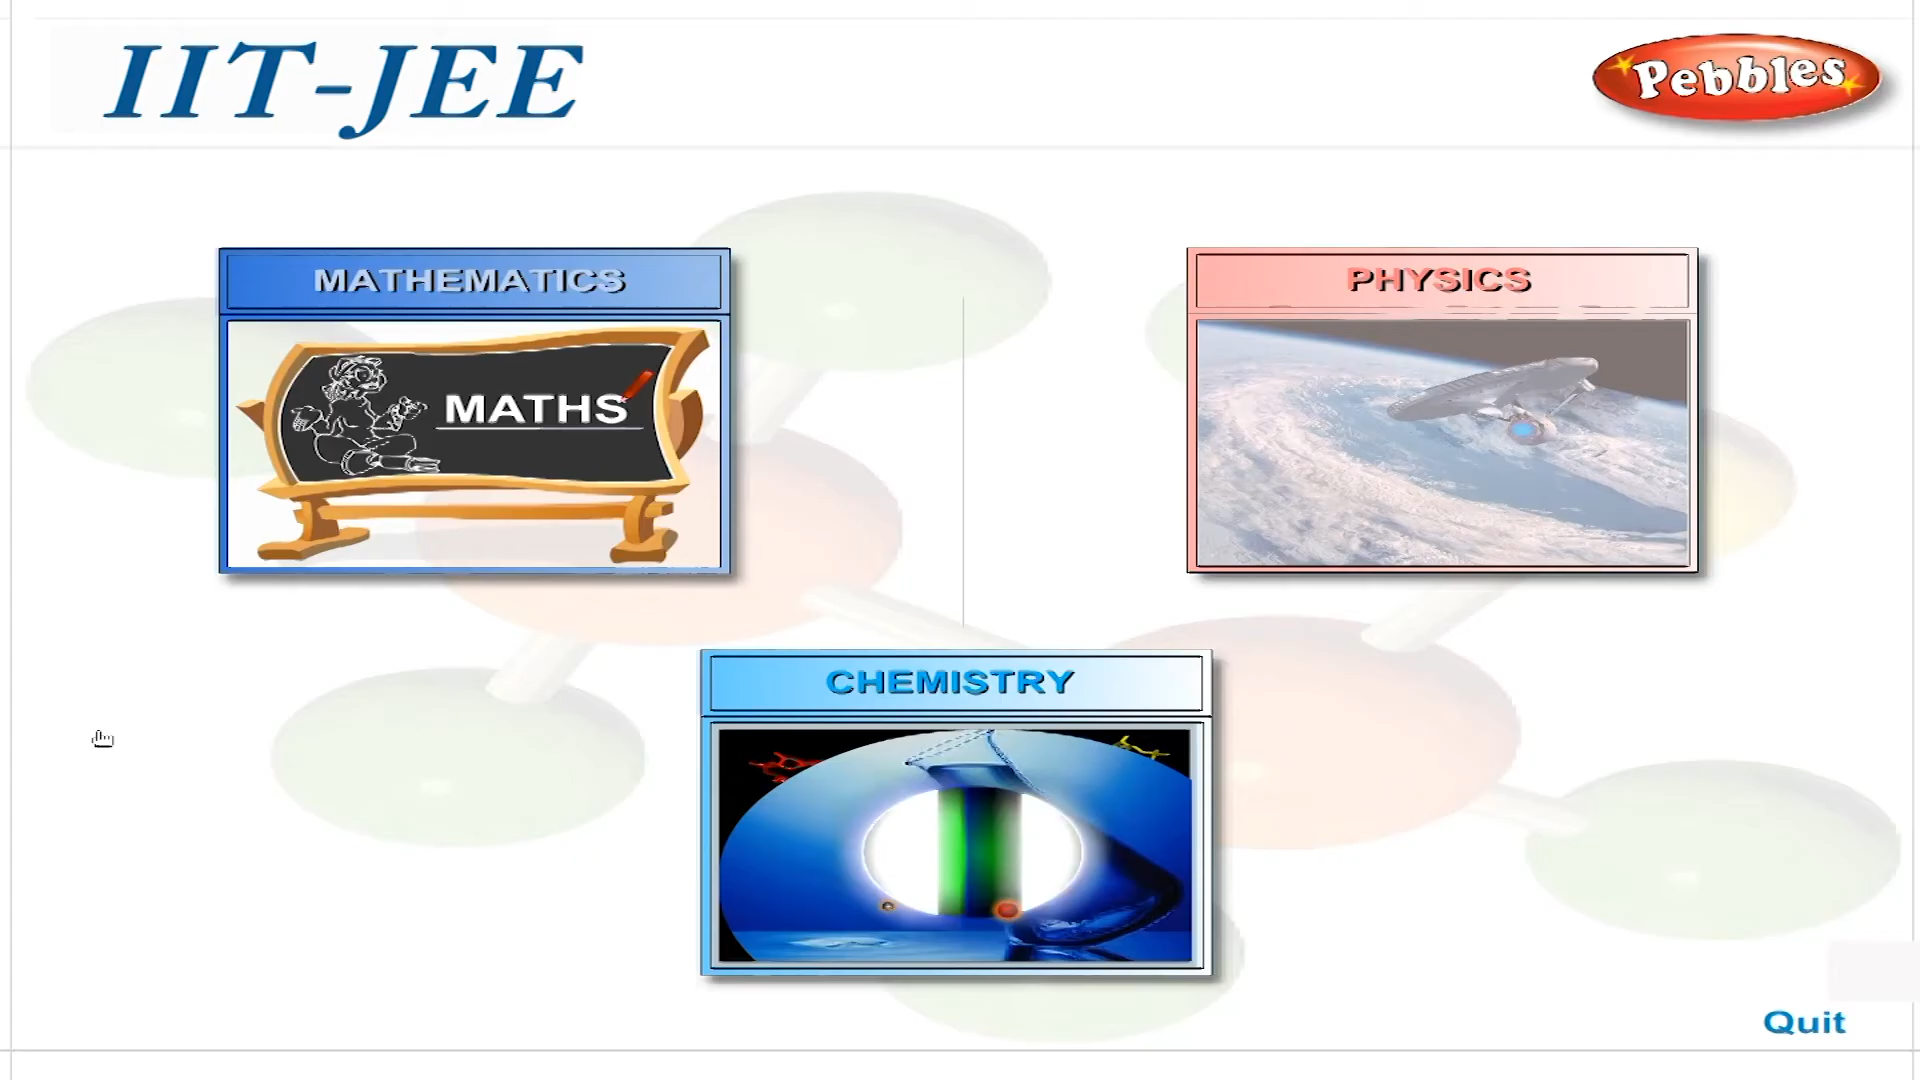 IIT-JEE
Pebbles
MATHEMATICS
PHYSICS
MATHS
CHEMISTRY
Quit